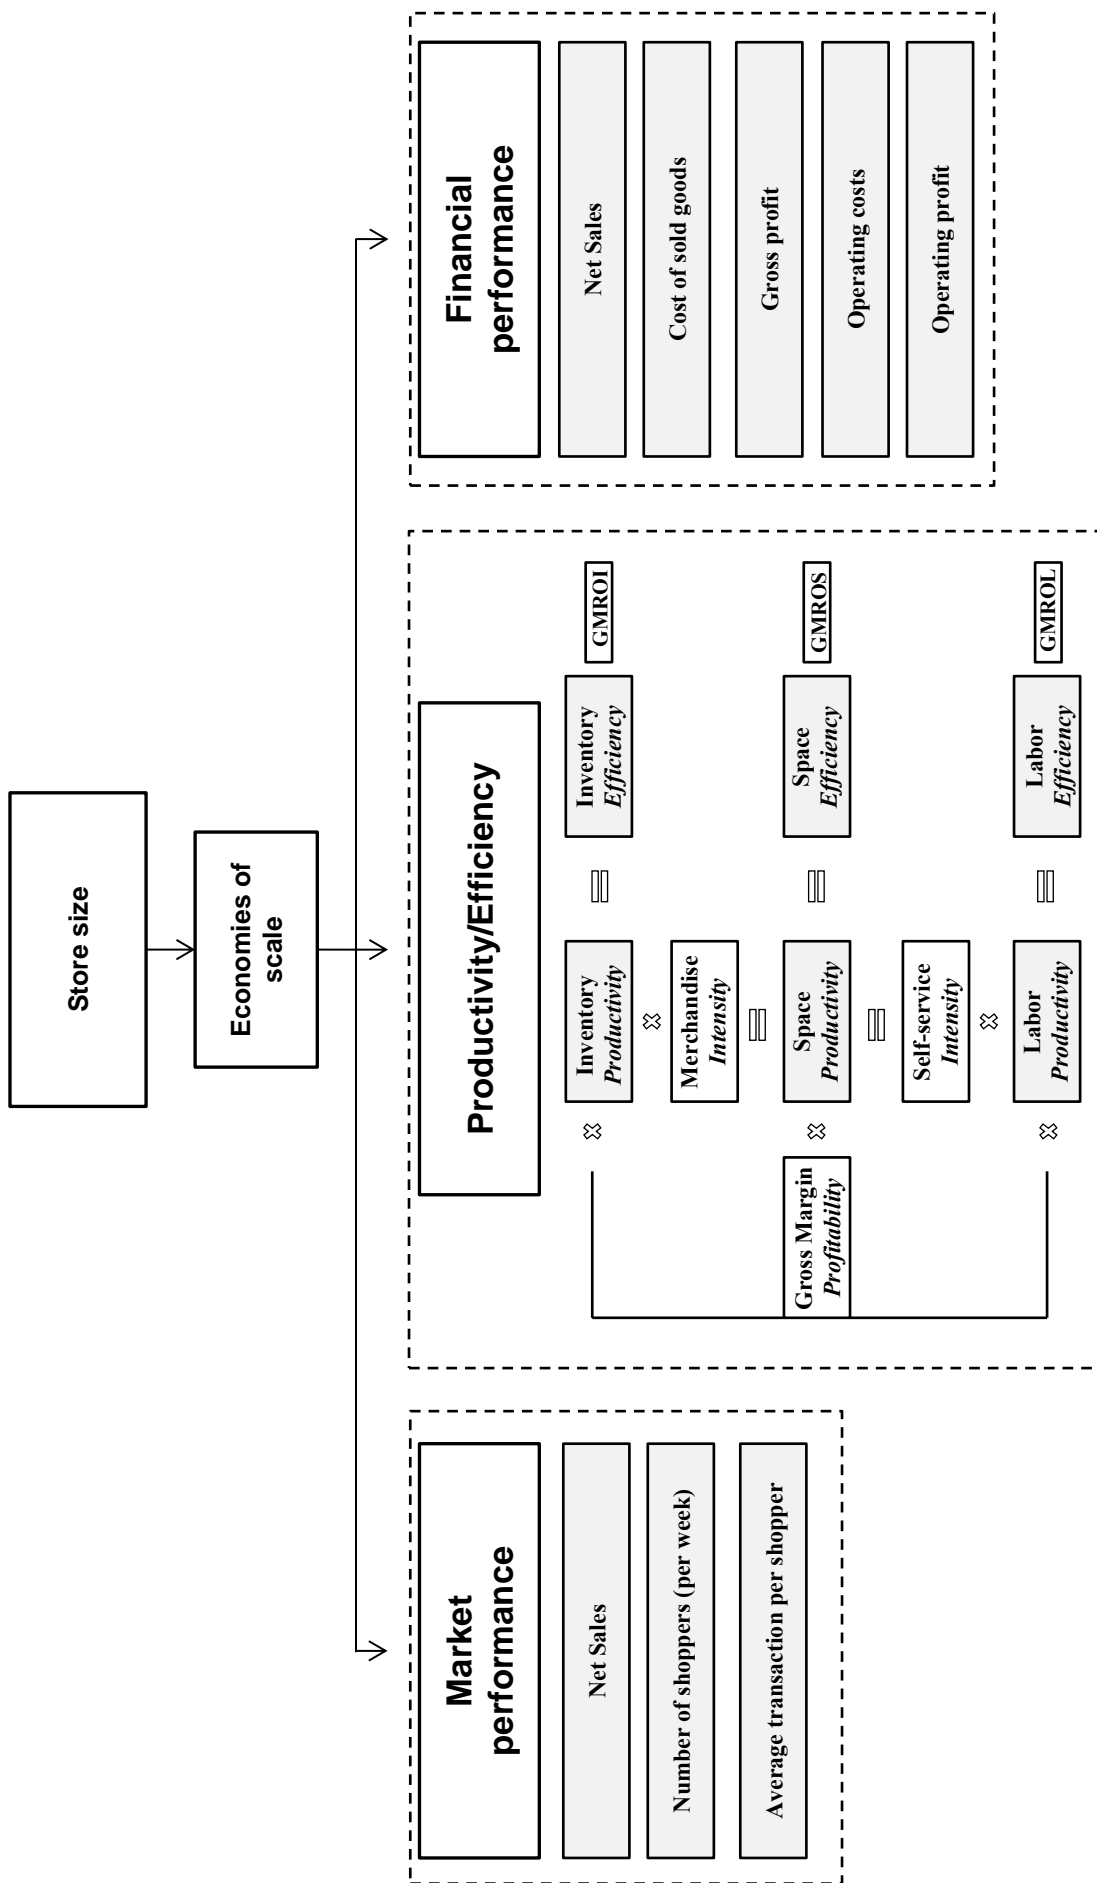 Store size
Economies of
scale
Market
performance
Net Sales
Number of shoppers (per week)
Average transaction per shopper
Productivity/Efficiency
Gross Margin
Profitability
Inventory
Productivity
Merchandise
Intensity
Space
Productivity
Self-service
Intensity
Labor
Productivity
Inventory
Efficiency
Space
Efficiency
Labor
Efficiency
GMROI
GMROS
GMROL
Financial
performance
Net Sales
Cost of sold goods
Gross profit
Operating costs
Operating profit